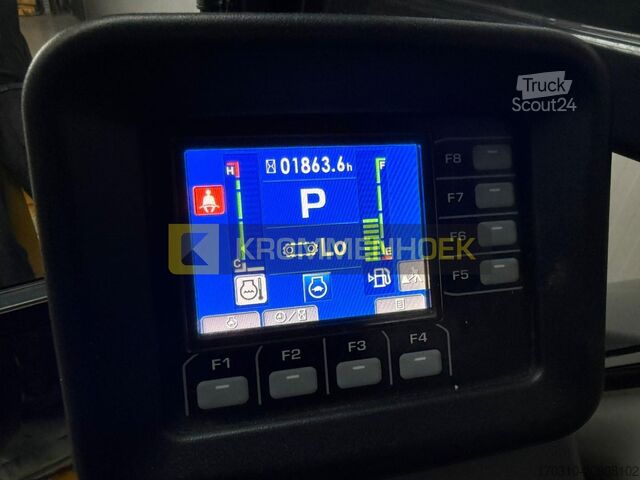 Truck
Scout24
H
01863.6h
F
F8
P
F7
KROMMENHOEK
Lo
F6
C
E
F5
F1
F2
F3
F4